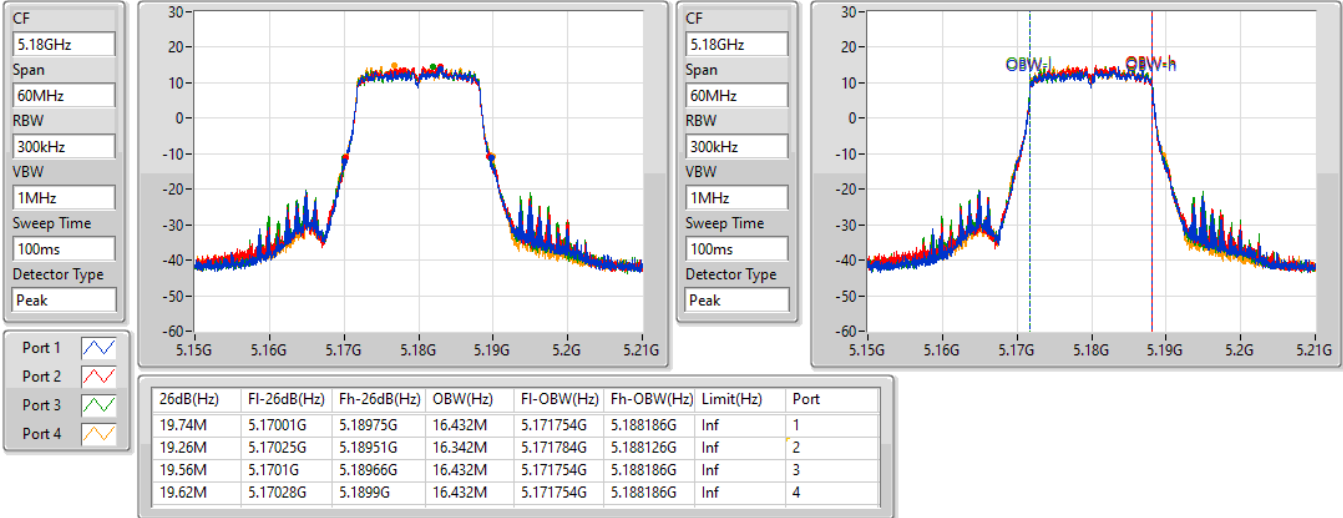 CF
5.18GHz
Span
60MHz
RBW
300kHz
VBW
1MHz
Sweep Time
100ms
Detector Type
Peak
30
20
10
0
-10
-20
-30
-40
-50
-60
5.15G 5.16G 5.17G 5.18G 5.19G 5.2G 5.21G
CF
5.18GHz
Span
60MHz
RBW
300kHz
VBW
1MHz
Sweep Time
100ms
Detector Type
Peak
30
20
10
0
-10
-20
-30
-40
-50
-60
OBW-l OBW-h
5.15G 5.16G 5.17G 5.18G 5.19G 5.2G 5.21G
Port 1
Port 2
Port 3
Port 4
26dB(Hz) Fl-26dB(Hz) Fh-26dB(Hz) OBW(Hz) Fl-OBW(Hz) Fh-OBW(Hz) Limit(Hz) Port
19.74M 5.17001G 5.18975G 16.432M 5.171754G 5.188186G Inf 1
19.26M 5.17025G 5.18951G 16.342M 5.171784G 5.188126G Inf 2
19.56M 5.1701G 5.18966G 16.432M 5.171754G 5.188186G Inf 3
19.62M 5.17028G 5.1899G 16.432M 5.171754G 5.188186G Inf 4